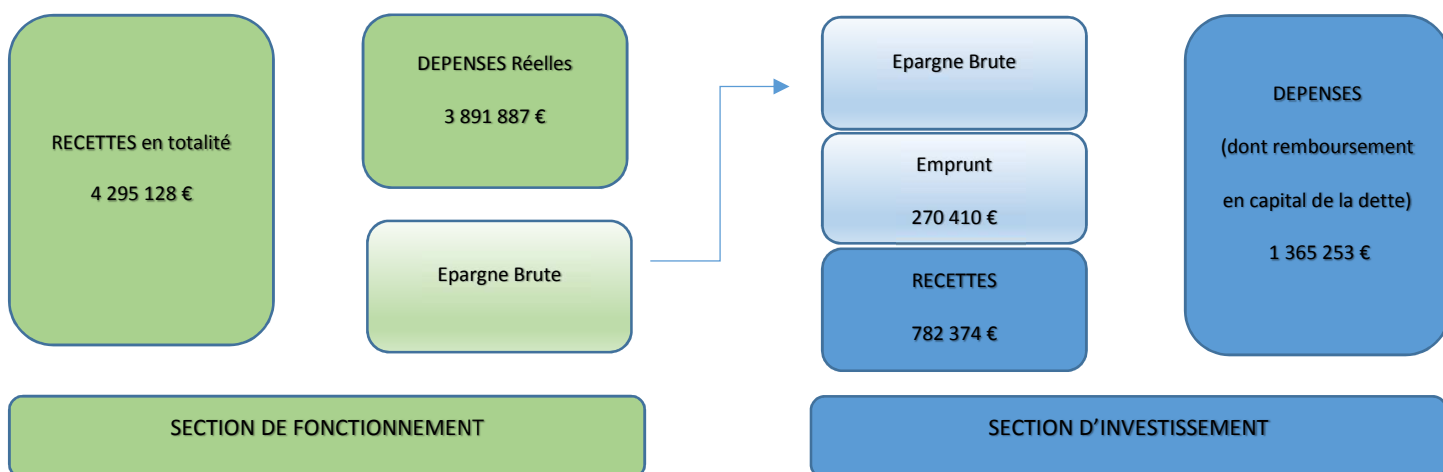 RECETTES en totalité
4 295 128 €
DEPENSES Réelles
3 891 887 €
Epargne Brute
Epargne Brute
Emprunt
270 410 €
RECETTES
782 374 €
DEPENSES
(dont remboursement
en capital de la dette)
1 365 253 €
SECTION DE FONCTIONNEMENT
SECTION D’INVESTISSEMENT